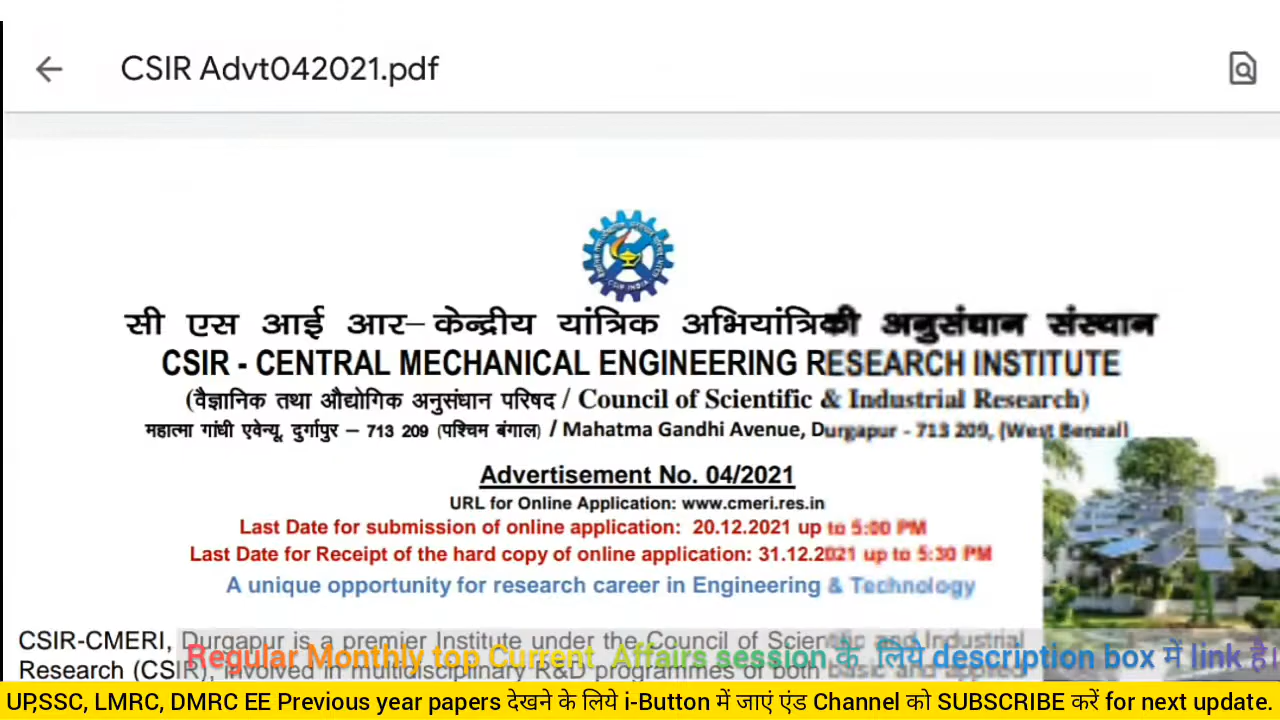 CSIR Advt042021.pdf
सी एस आई आर– केन्द्रीय यांत्रिक अभियांत्रिकी अनुसंधान संस्थान
CSIR - CENTRAL MECHANICAL ENGINEERING RESEARCH INSTITUTE
(वैज्ञानिक तथा औद्योगिक अनुसंधान परिषद / Council of Scientific & Industrial Research)
महात्मा गांधी एवेन्यू, दुर्गापुर – 713 209 (पश्चिम बंगाल) / Mahatma Gandhi Avenue, Durgapur - 713 209, (West Bengal)
Advertisement No. 04/2021
URL for Online Application: www.cmeri.res.in
Last Date for submission of online application: 20.12.2021 up to 5:00 PM
Last Date for Receipt of the hard copy of online application: 31.12.2021 up to 5:30 PM
A unique opportunity for research career in Engineering & Technology
CSIR-CMERI, Durgapur is a premier Institute under the Council of Scientific and Industrial
Regular Monthly top Current Affairs session के लिये description box में link है।
Research (CSIR), involved in multidisciplinary R&D programmes of both basic and applied
UP,SSC, LMRC, DMRC EE Previous year papers देखने के लिये i-Button में जाएं एंड Channel को SUBSCRIBE करें for next update.